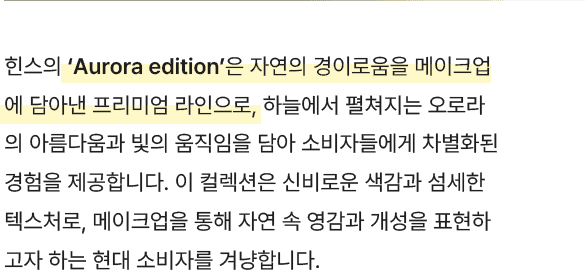 힌스의 ‘Aurora edition’은 자연의 경이로움을 메이크업
에 담아낸 프리미엄 라인으로, 하늘에서 펼쳐지는 오로라
의 아름다움과 빛의 움직임을 담아 소비자들에게 차별화된
경험을 제공합니다. 이 컬렉션은 신비로운 색감과 섬세한
텍스처로, 메이크업을 통해 자연 속 영감과 개성을 표현하
고자 하는 현대 소비자를 겨냥합니다.